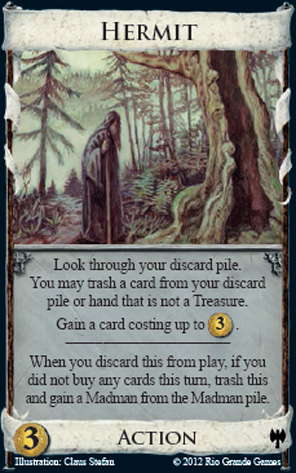 HERMIT
Look through your discard pile.
You may trash a card from your discard
pile or hand that is not a Treasure.
Gain a card costing up to 3.
When you discard this from play, if you
did not buy any cards this turn, trash this
and gain a Madman from the Madman pile.
3 ACTION
Illustration: Claus Stefan © 2012 Rio Grande Games